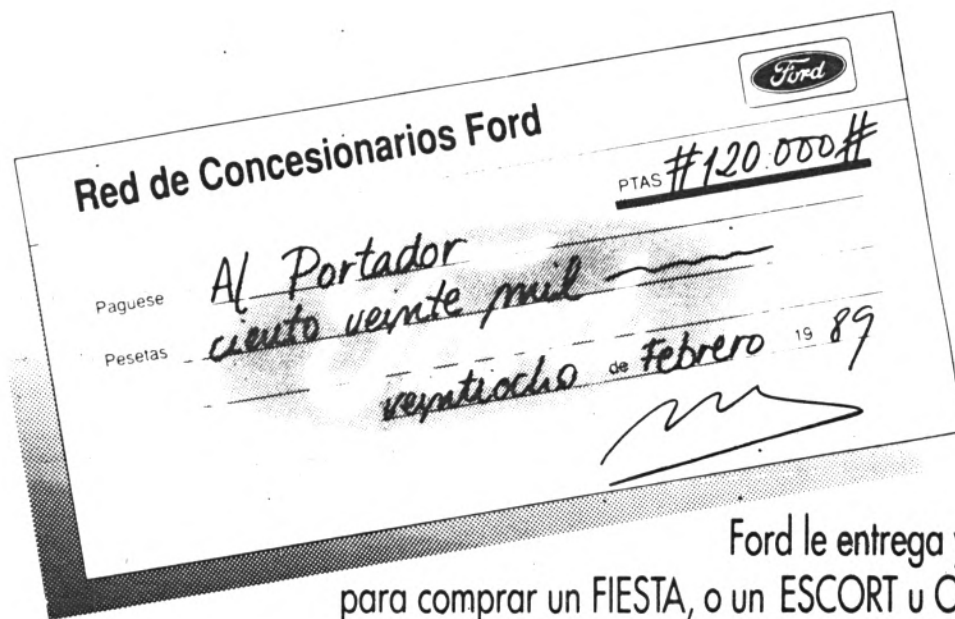 Ford
Red de Concesionarios Ford
PTAS #120.000#
Paguese Al Portador
Pesetas ciento veinte mil
veintiocho de Febrero 19 89
Ford le entrega
para comprar un FIESTA, o un ESCORT u